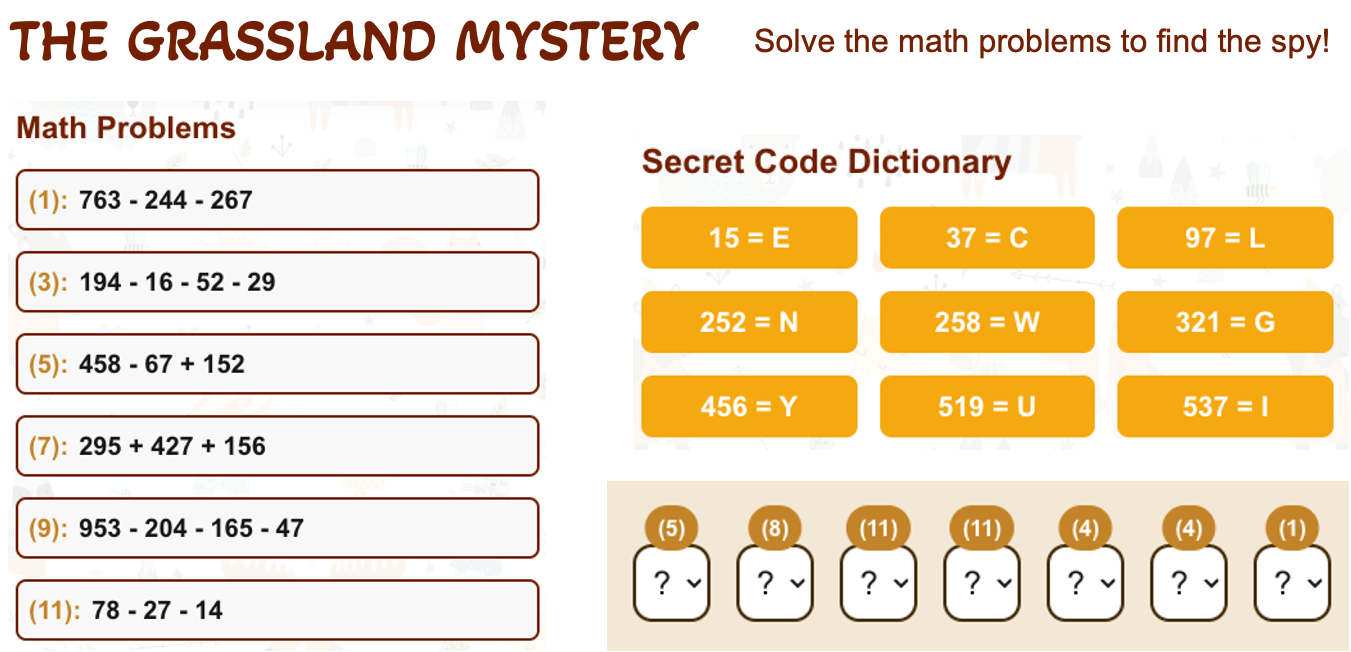 THE GRASSLAND MYSTERY
Solve the math problems to find the spy!
Math Problems
(1): 763 - 244 - 267
(3): 194 - 16 - 52 - 29
(5): 458 - 67 + 152
(7): 295 + 427 + 156
(9): 953 - 204 - 165 - 47
(11): 78 - 27 - 14
Secret Code Dictionary
15 = E 37 = C 97 = L
252 = N 258 = W 321 = G
456 = Y 519 = U 537 = I
(5) (8) (11) (11) (4) (4) (1)
? ? ? ? ? ? ?